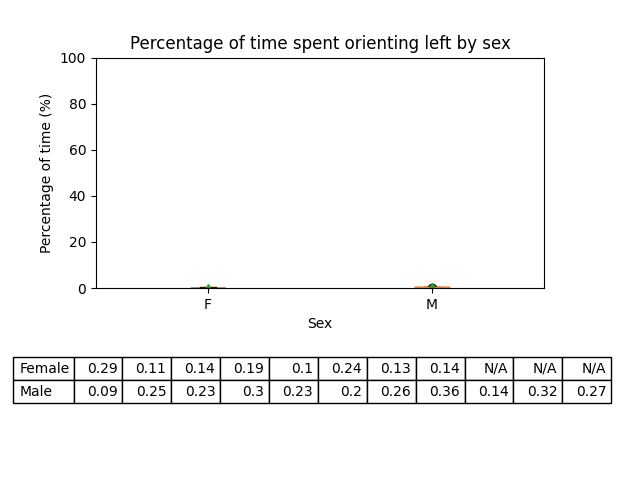 Percentage of time spent orienting left by sex
100
80
60
40
20
0
Percentage of time (%)
F M
Sex
Female 0.29 0.11 0.14 0.19 0.1 0.24 0.13 0.14 N/A N/A N/A
Male 0.09 0.25 0.23 0.3 0.23 0.2 0.26 0.36 0.14 0.32 0.27